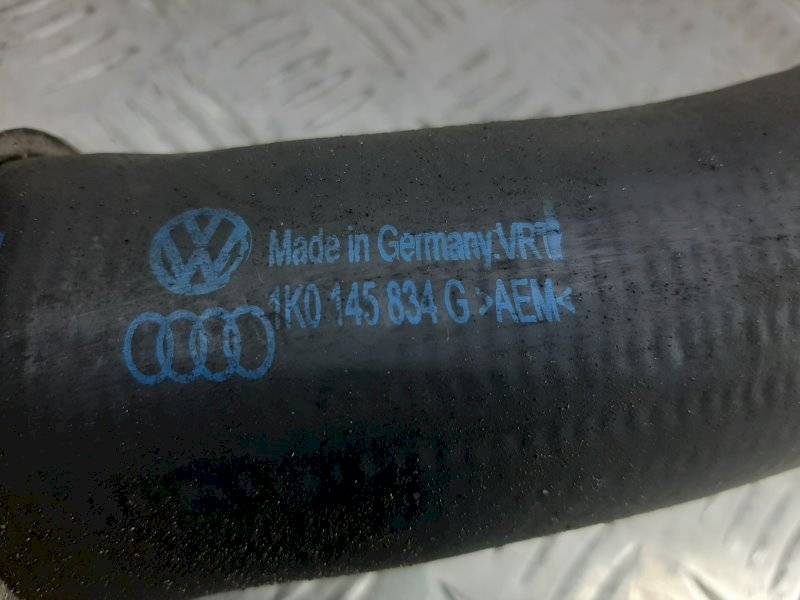 Made in Germany.VR
1K0 145 834 G >AEM<